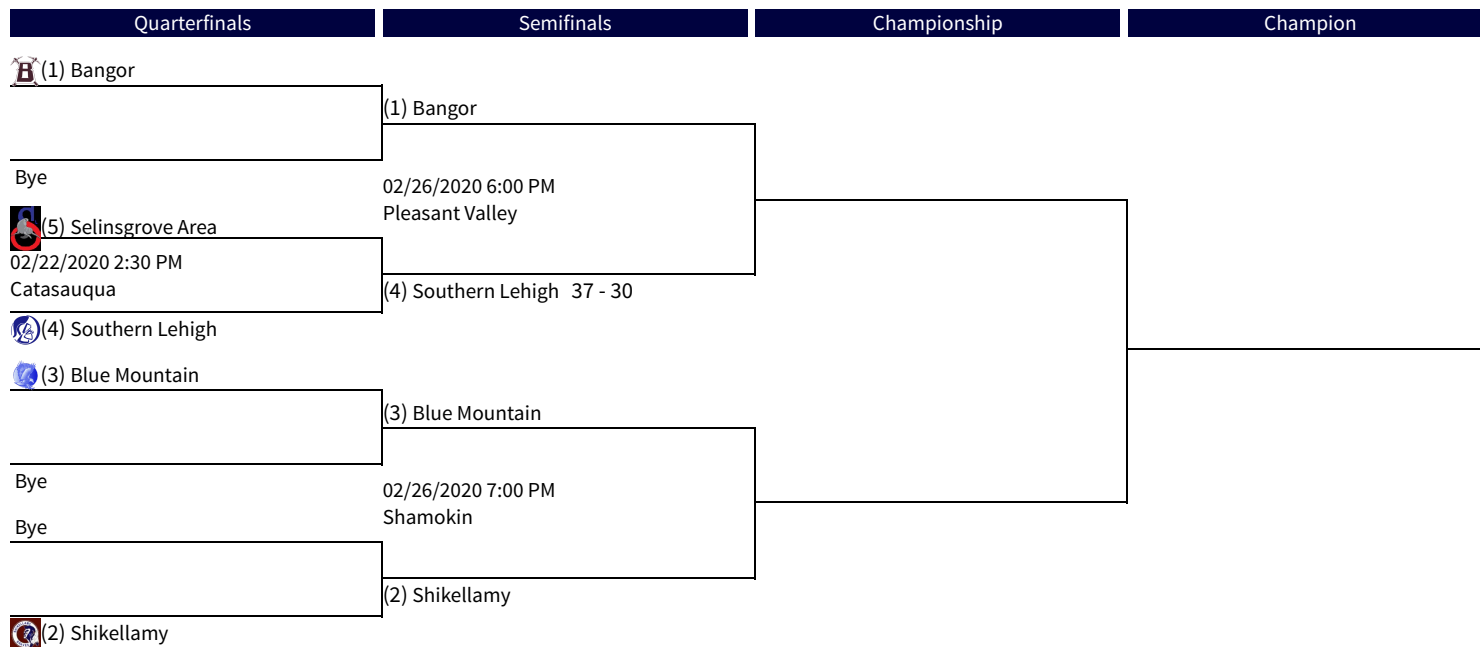 Quarterfinals
Semifinals
Championship
Champion
B (1) Bangor
(1) Bangor
Bye
02/26/2020 6:00 PM
Pleasant Valley
S (5) Selinsgrove Area
02/22/2020 2:30 PM
Catasauqua
(4) Southern Lehigh 37 - 30
(4) Southern Lehigh
(3) Blue Mountain
(3) Blue Mountain
Bye
02/26/2020 7:00 PM
Shamokin
Bye
(2) Shikellamy
(2) Shikellamy